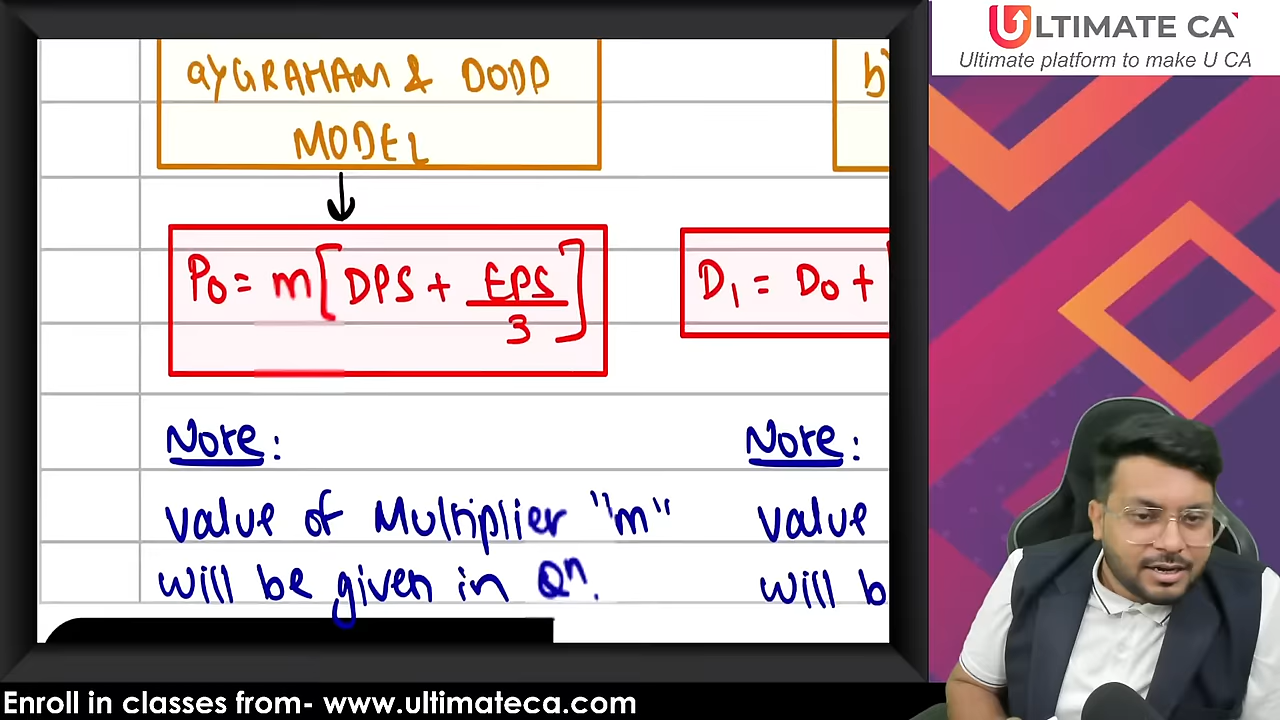 ULTIMATE CA
Ultimate platform to make U CA
a) GRAHAM & DODD
MODEL
b)
P0 = m[DPS + EPS/3]
D1 = D0 +
Note:
Value of Multiplier "m"
will be given in Qn.
Note:
Value
will b
Enroll in classes from- www.ultimateca.com